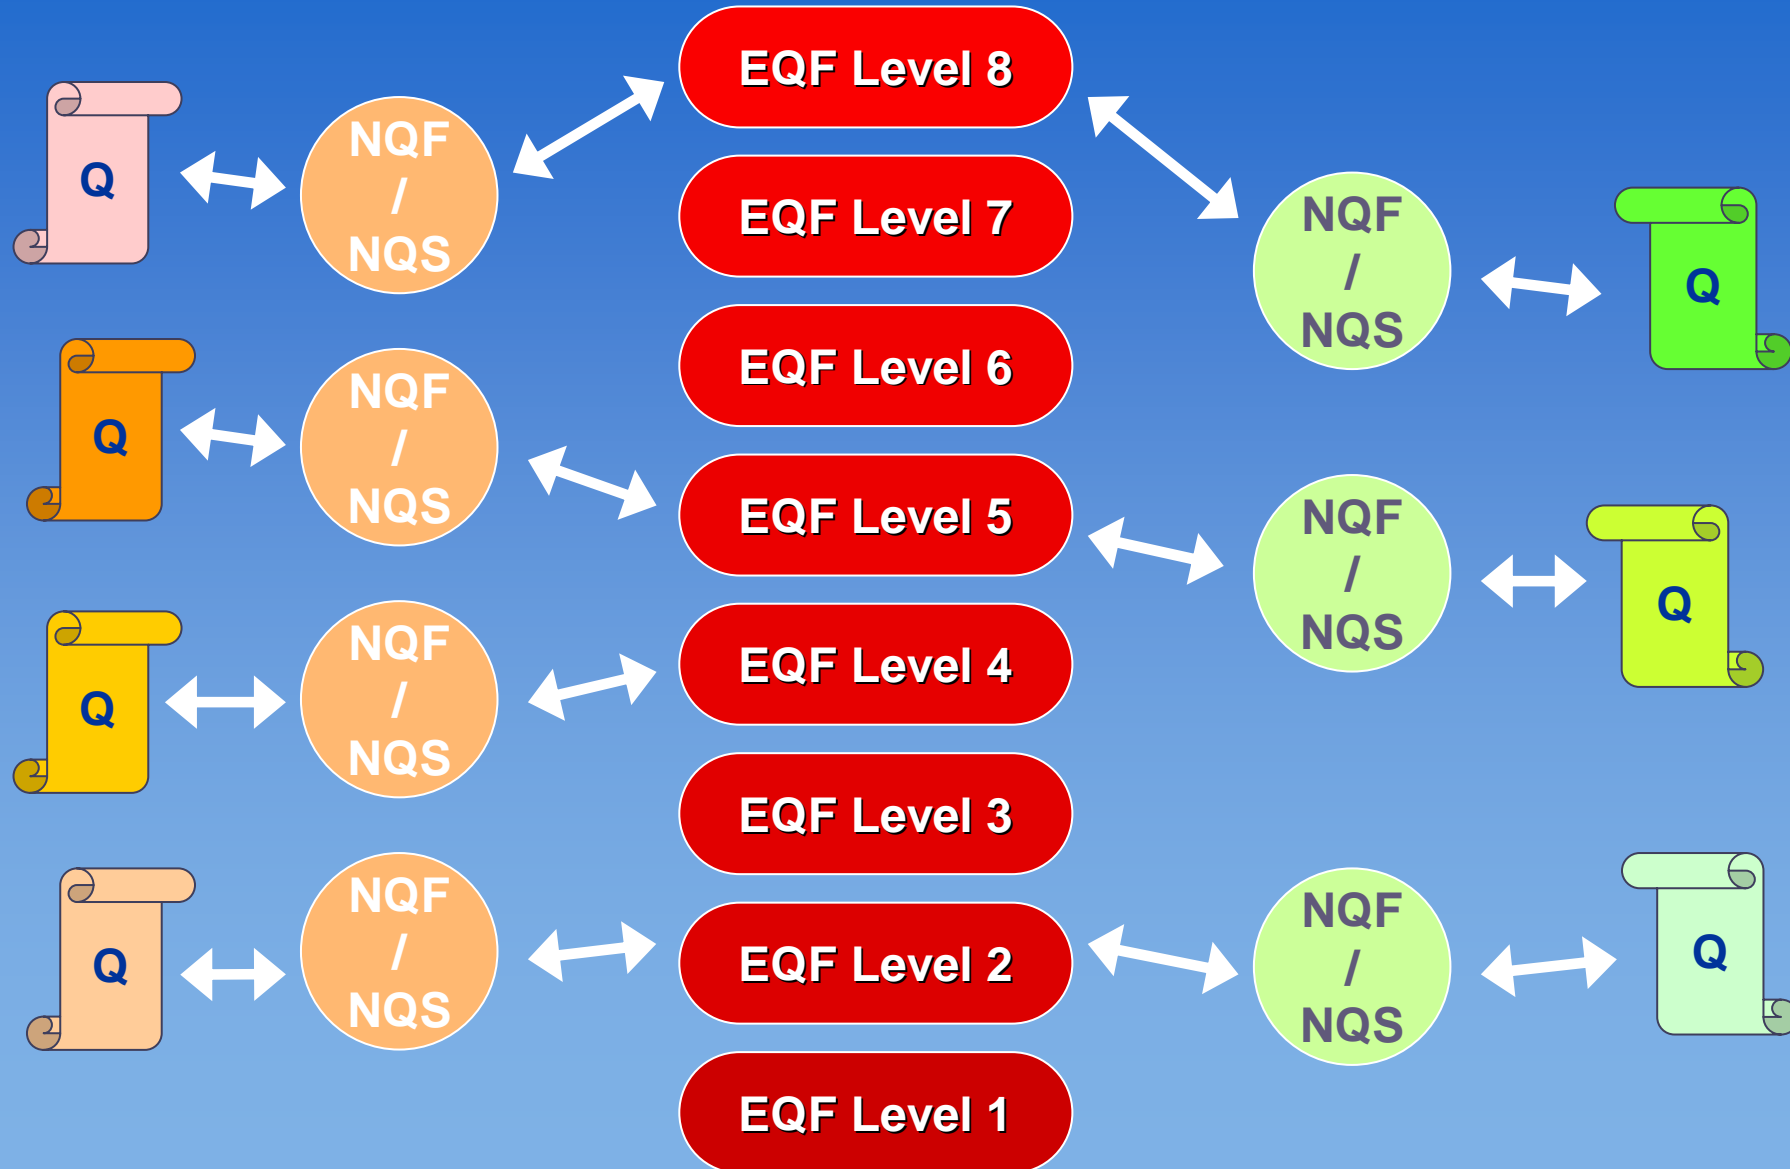 Q
NQF
/
NQS
Q
NQF
/
NQS
Q
NQF
/
NQS
Q
NQF
/
NQS
EQF Level 8
EQF Level 7
EQF Level 6
EQF Level 5
EQF Level 4
EQF Level 3
EQF Level 2
EQF Level 1
NQF
/
NQS
Q
NQF
/
NQS
Q
NQF
/
NQS
Q